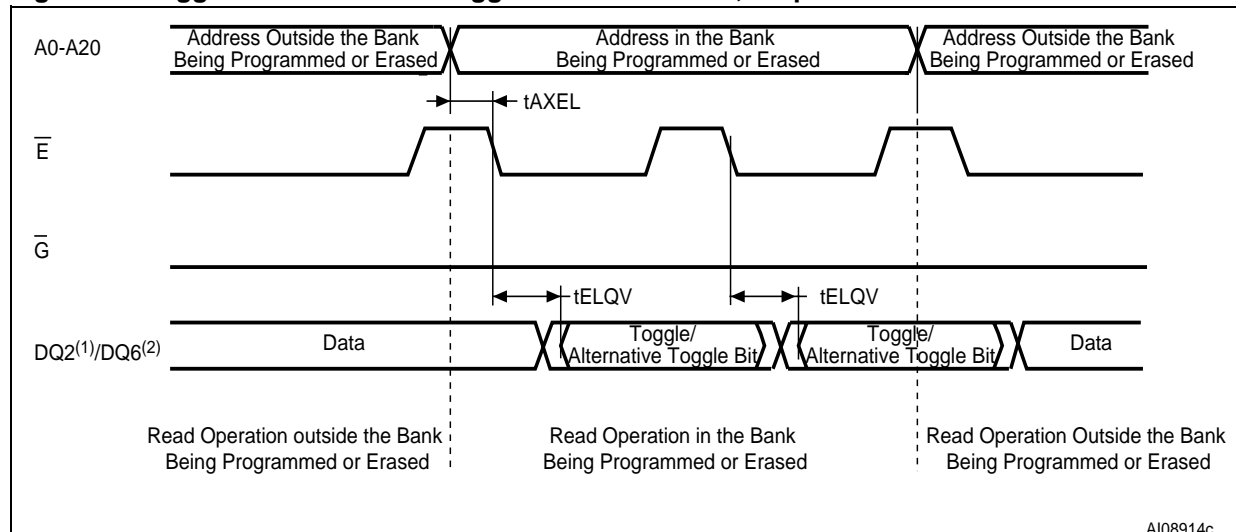 A0-A20
Address Outside the Bank
Being Programmed or Erased
Address in the Bank
Being Programmed or Erased
Address Outside the Bank
Being Programmed or Erased
tAXEL
E
G
tELQV
tELQV
DQ2(1)/DQ6(2)
Data
Toggle/
Alternative Toggle Bit
Toggle/
Alternative Toggle Bit
Data
Read Operation outside the Bank
Being Programmed or Erased
Read Operation in the Bank
Being Programmed or Erased
Read Operation Outside the Bank
Being Programmed or Erased
AI08914c